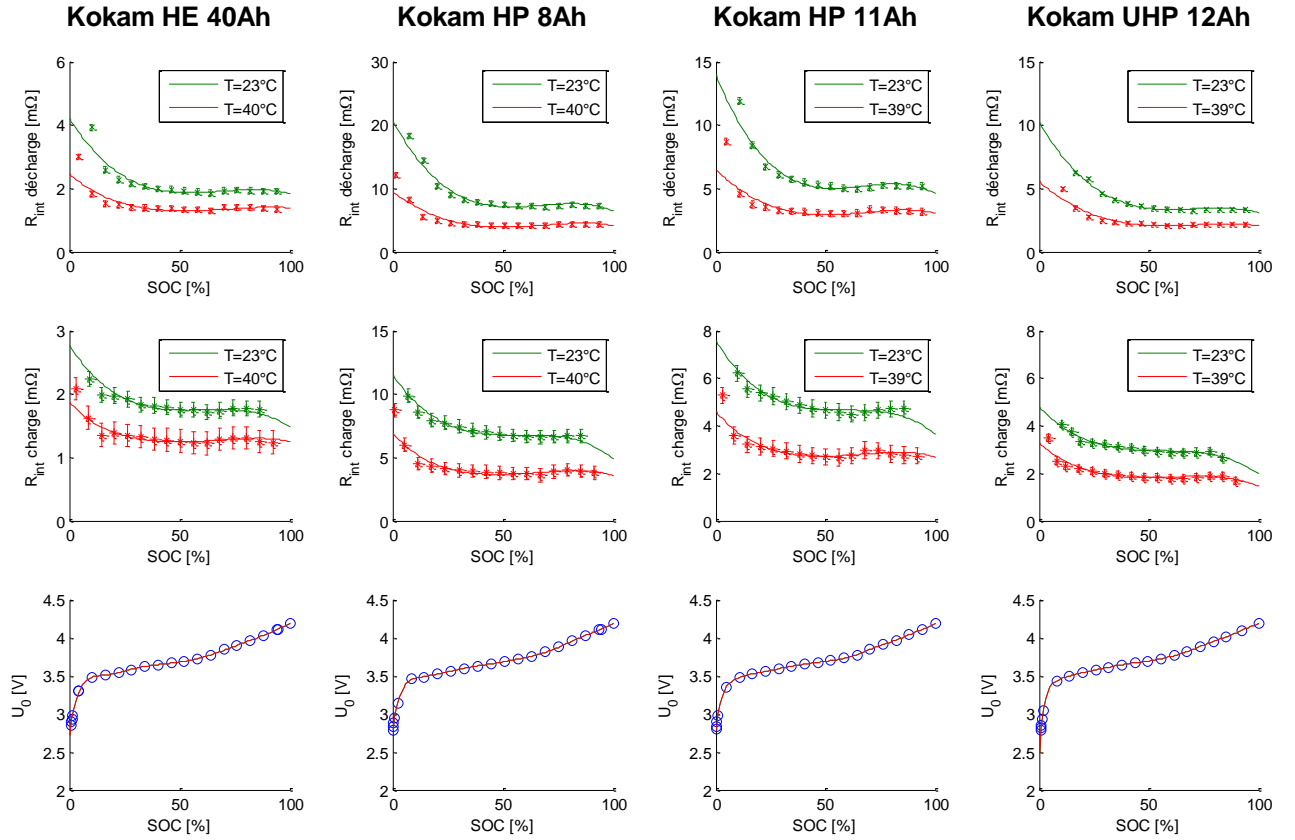 Kokam HE 40Ah
Kokam HP 8Ah
Kokam HP 11Ah
Kokam UHP 12Ah
R_int décharge [mΩ]
6
4
2
0
0 50 100
SOC [%]
T=23°C
T=40°C
R_int décharge [mΩ]
30
20
10
0
0 50 100
SOC [%]
T=23°C
T=40°C
R_int décharge [mΩ]
15
10
5
0
0 50 100
SOC [%]
T=23°C
T=39°C
R_int décharge [mΩ]
15
10
5
0
0 50 100
SOC [%]
T=23°C
T=39°C
R_int charge [mΩ]
3
2
1
0
0 50 100
SOC [%]
T=23°C
T=40°C
R_int charge [mΩ]
15
10
5
0
0 50 100
SOC [%]
T=23°C
T=40°C
R_int charge [mΩ]
8
6
4
2
0
0 50 100
SOC [%]
T=23°C
T=39°C
R_int charge [mΩ]
8
6
4
2
0
0 50 100
SOC [%]
T=23°C
T=39°C
U_0 [V]
4.5
4
3.5
3
2.5
2
0 50 100
SOC [%]
U_0 [V]
4.5
4
3.5
3
2.5
2
0 50 100
SOC [%]
U_0 [V]
4.5
4
3.5
3
2.5
2
0 50 100
SOC [%]
U_0 [V]
4.5
4
3.5
3
2.5
2
0 50 100
SOC [%]